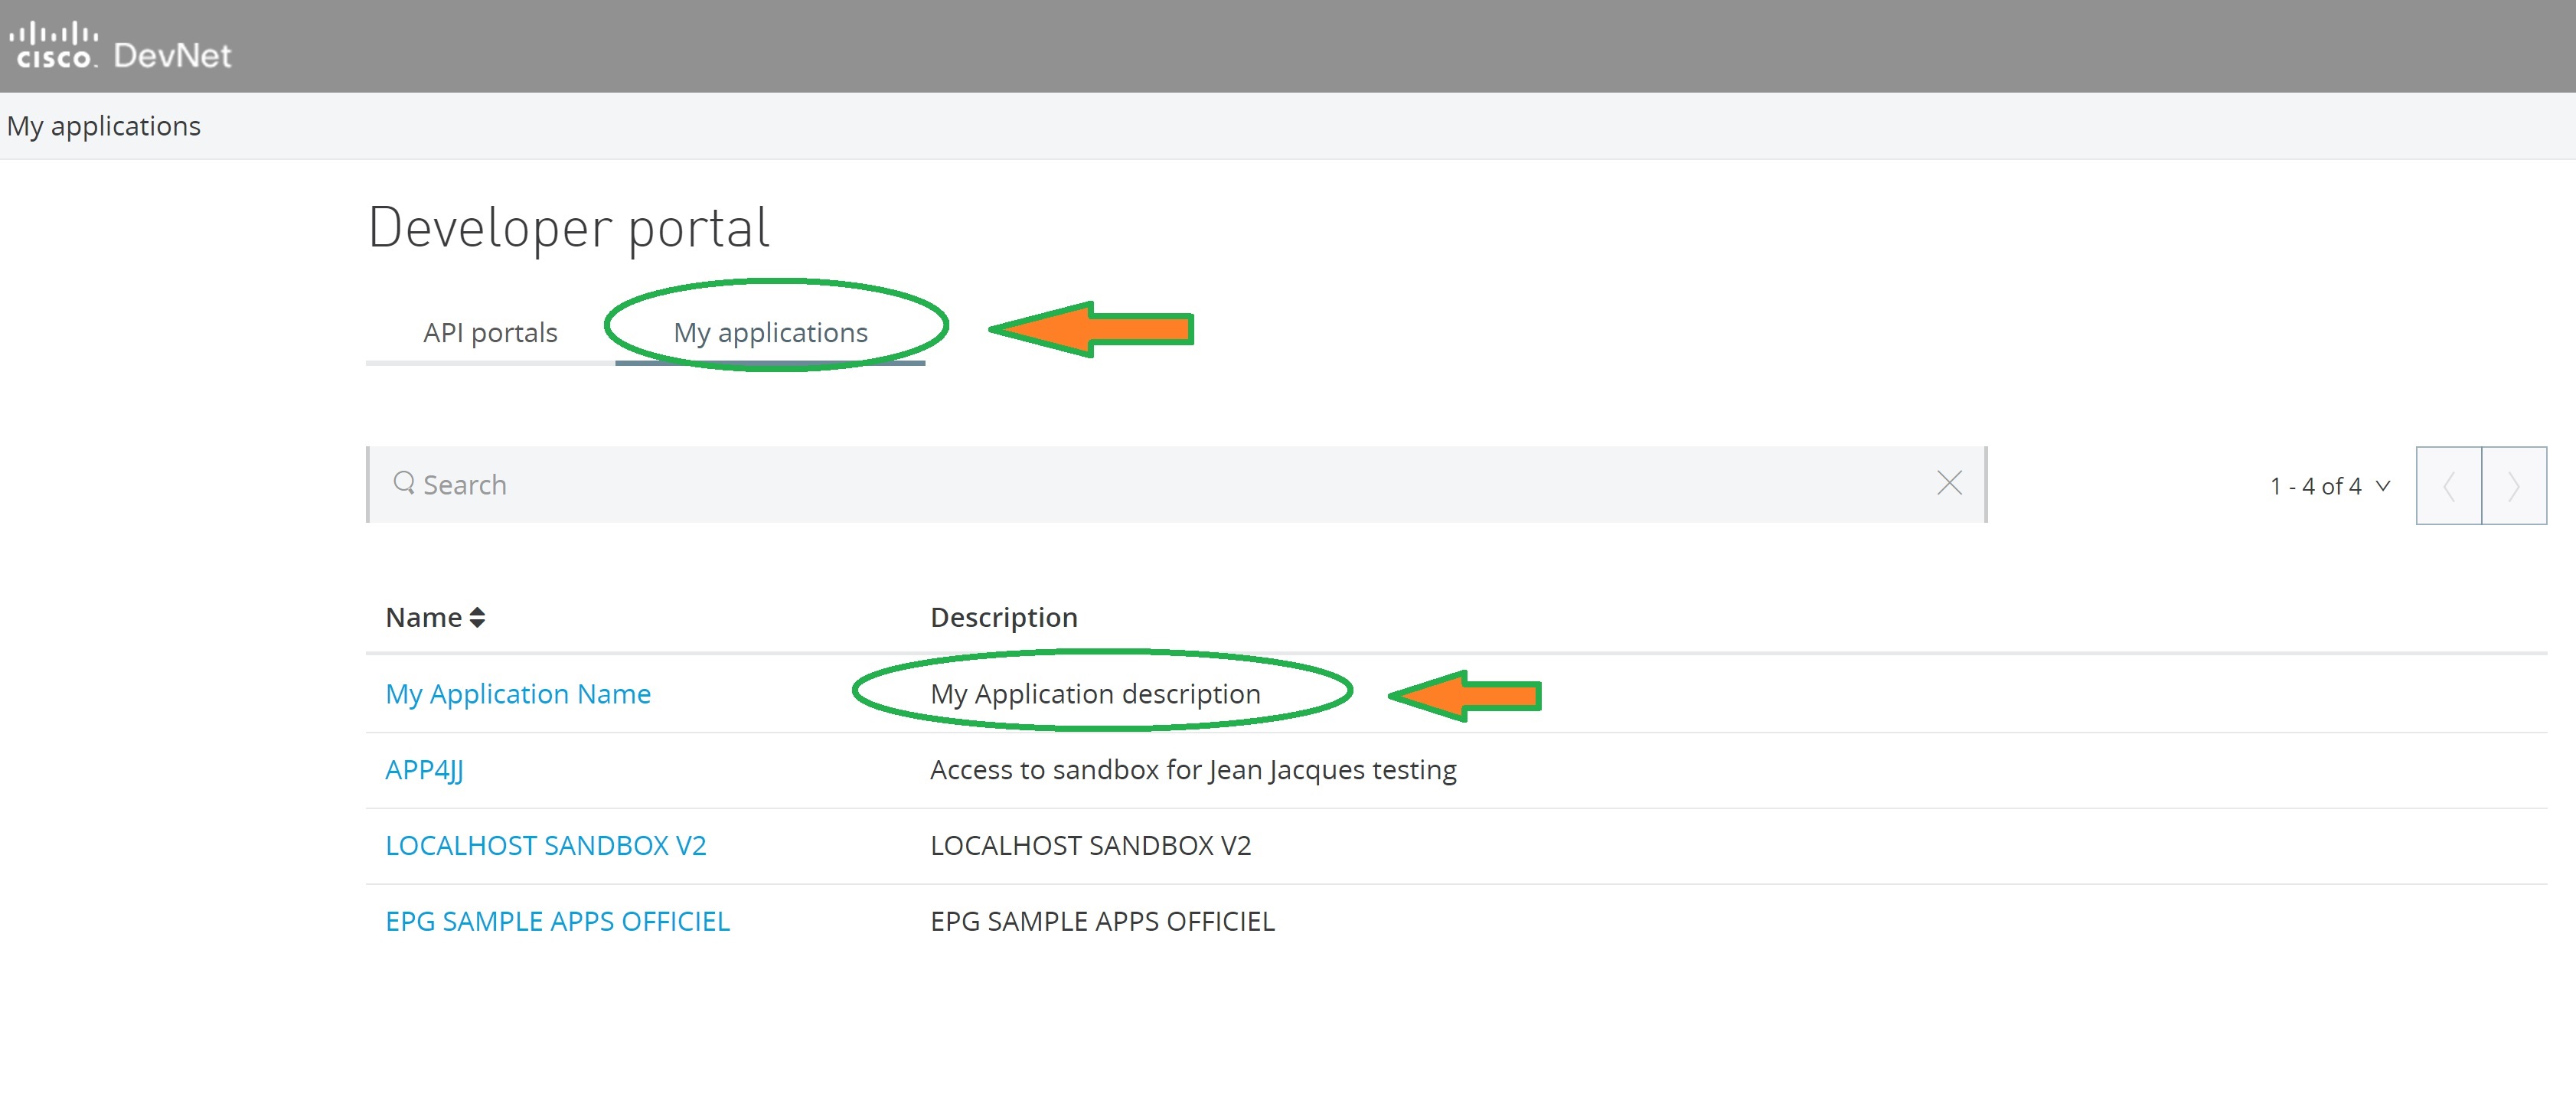 CISCO. DevNet
My applications
Developer portal
API portals My applications
Search 1 - 4 of 4
Name Description
My Application Name My Application description
APP4JJ Access to sandbox for Jean Jacques testing
LOCALHOST SANDBOX V2 LOCALHOST SANDBOX V2
EPG SAMPLE APPS OFFICIEL EPG SAMPLE APPS OFFICIEL